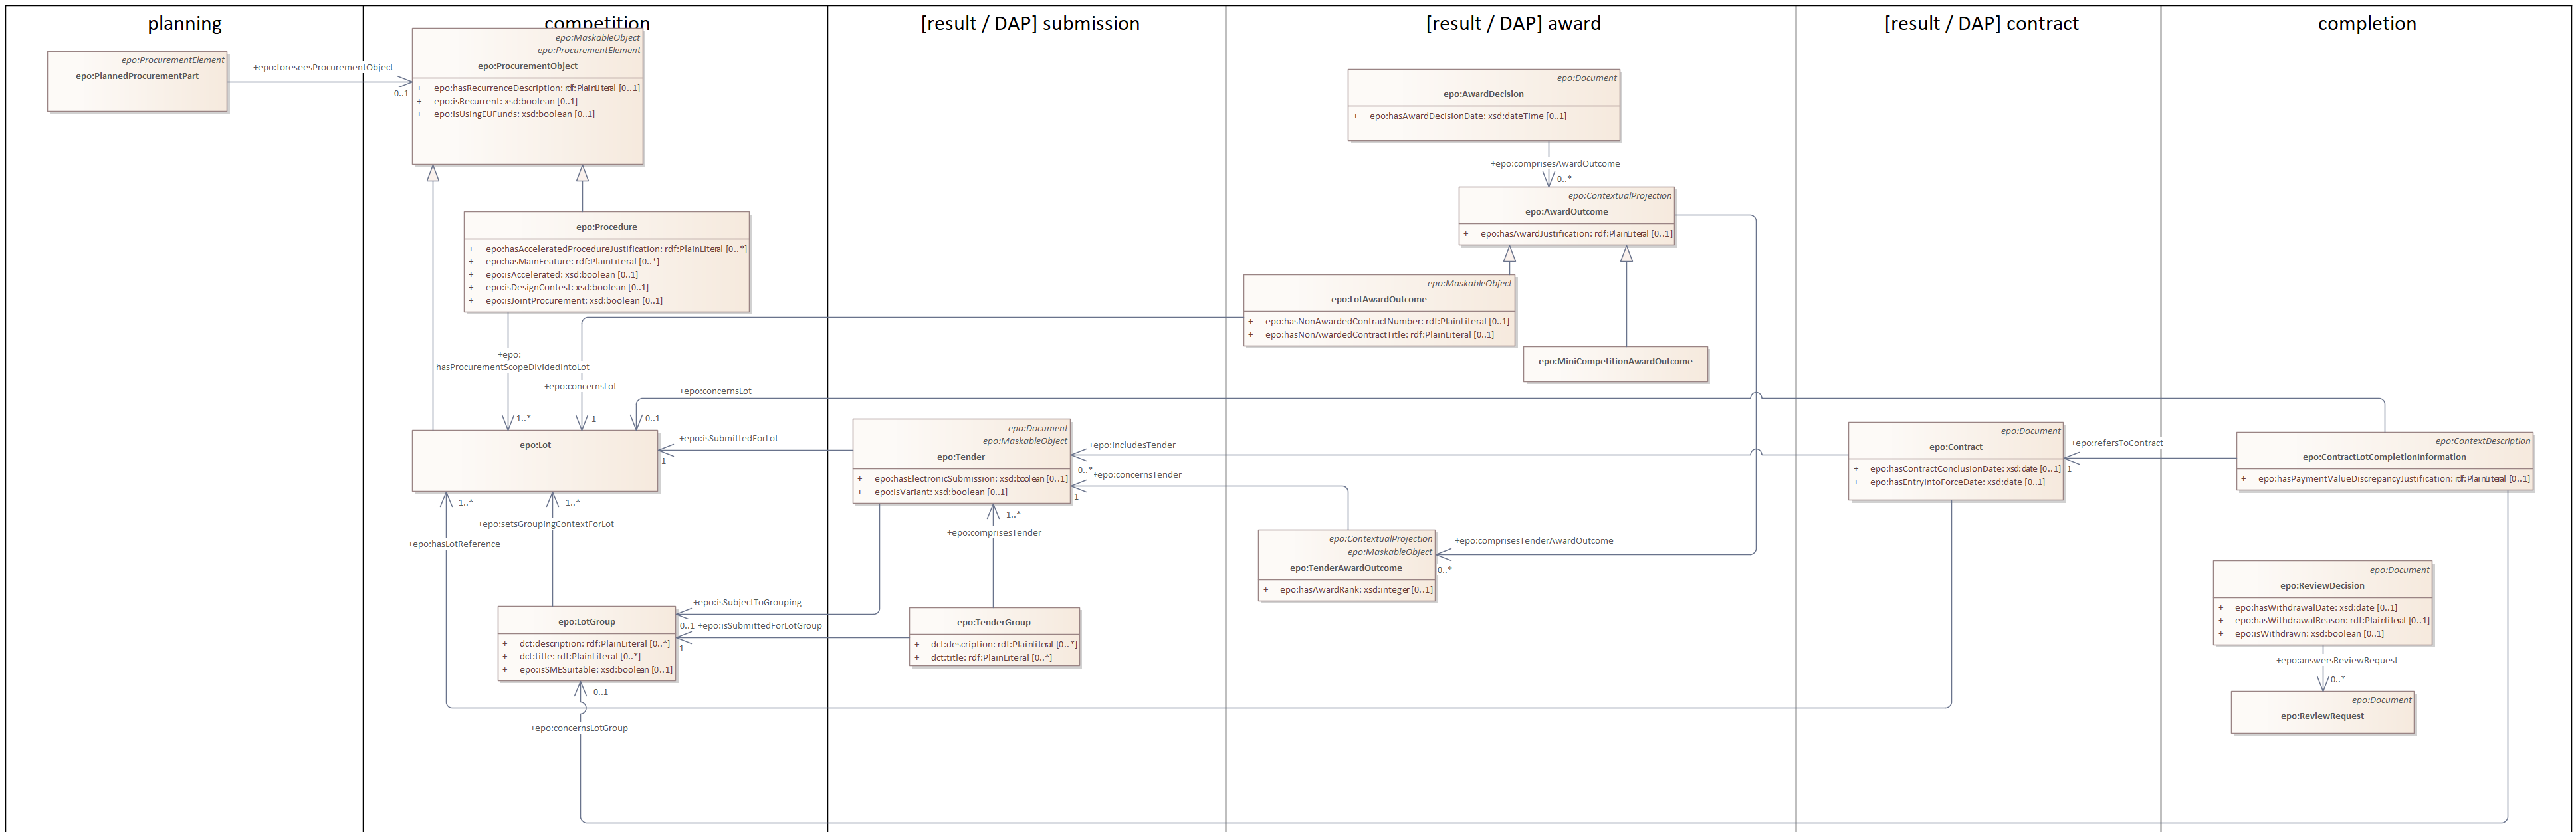 planning
competition
[result / DAP] submission
[result / DAP] award
[result / DAP] contract
completion
epo:ProcurementElement
epo:PlannedProcurementPart
+epo:foreseesProcurementObject
0..1
epo:MaskableObject
epo:ProcurementElement
epo:ProcurementObject
+ epo:hasRecurrenceDescription: rdf:PlainLiteral [0..1]
+ epo:isRecurrent: xsd:boolean [0..1]
+ epo:isUsingEUFunds: xsd:boolean [0..1]
epo:Procedure
+ epo:hasAcceleratedProcedureJustification: rdf:PlainLiteral [0..*]
+ epo:hasMainFeature: rdf:PlainLiteral [0..*]
+ epo:isAccelerated: xsd:boolean [0..1]
+ epo:isDesignContest: xsd:boolean [0..1]
+ epo:isJointProcurement: xsd:boolean [0..1]
+epo:
hasProcurementScopeDividedIntoLot
1..*
+epo:concernsLot
1
+epo:concernsLot
0..1
epo:Lot
+epo:isSubmittedForLot
1
1..*
+epo:hasLotReference
1..*
+epo:setsGroupingContextForLot
epo:LotGroup
+ dct:description: rdf:PlainLiteral [0..*]
+ dct:title: rdf:PlainLiteral [0..*]
+ epo:isSMESuitable: xsd:boolean [0..1]
+epo:isSubjectToGrouping
0..1
+epo:isSubmittedForLotGroup
1
0..1
+epo:concernsLotGroup
epo:Document
epo:MaskableObject
epo:Tender
+ epo:hasElectronicSubmission: xsd:boolean [0..1]
+ epo:isVariant: xsd:boolean [0..1]
1..*
+epo:comprisesTender
epo:TenderGroup
+ dct:description: rdf:PlainLiteral [0..*]
+ dct:title: rdf:PlainLiteral [0..*]
+epo:includesTender
0..*
+epo:concernsTender
1
epo:Document
epo:AwardDecision
+ epo:hasAwardDecisionDate: xsd:dateTime [0..1]
+epo:comprisesAwardOutcome
0..*
epo:ContextualProjection
epo:AwardOutcome
+ epo:hasAwardJustification: rdf:PlainLiteral [0..1]
epo:MaskableObject
epo:LotAwardOutcome
+ epo:hasNonAwardedContractNumber: rdf:PlainLiteral [0..1]
+ epo:hasNonAwardedContractTitle: rdf:PlainLiteral [0..1]
epo:MiniCompetitionAwardOutcome
epo:ContextualProjection
epo:MaskableObject
epo:TenderAwardOutcome
+ epo:hasAwardRank: xsd:integer [0..1]
+epo:comprisesTenderAwardOutcome
0..*
epo:Document
epo:Contract
+ epo:hasContractConclusionDate: xsd:date [0..1]
+ epo:hasEntryIntoForceDate: xsd:date [0..1]
+epo:refersToContract
1
epo:ContextDescription
epo:ContractLotCompletionInformation
+ epo:hasPaymentValueDiscrepancyJustification: rdf:PlainLiteral [0..1]
epo:Document
epo:ReviewDecision
+ epo:hasWithdrawalDate: xsd:date [0..1]
+ epo:hasWithdrawalReason: rdf:PlainLiteral [0..1]
+ epo:isWithdrawn: xsd:boolean [0..1]
+epo:answersReviewRequest
0..*
epo:Document
epo:ReviewRequest